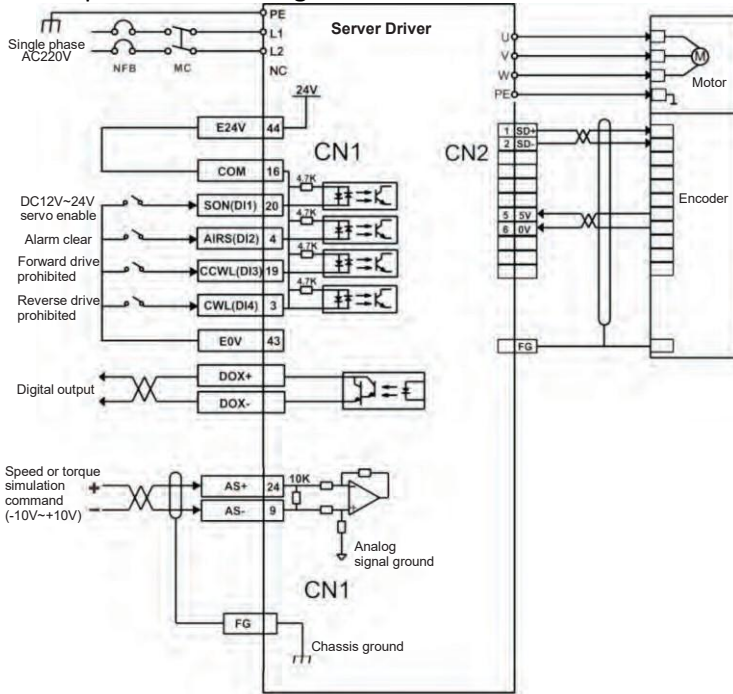 PE
Server Driver
Single phase
AC220V
NFB
MC
L1
L2
NC
24V
U
V
W
PE
M
Motor
E24V 44
CN1
CN2
COM 16
1 SD+
2 SD-
DC12V~24V
servo enable
SON(DI1) 20
4.7K
Encoder
Alarm clear
AIRS(DI2) 4
4.7K
5 5V
6 0V
Forward drive
prohibited
CCWL(DI3) 19
4.7K
Reverse drive
prohibited
CWL(DI4) 3
4.7K
E0V 43
FG
Digital output
DOX+
DOX-
Speed or torque
simulation
command
(-10V~+10V)
+
−
AS+ 24
10K
AS- 9
-
+
Analog
signal ground
CN1
FG
Chassis ground